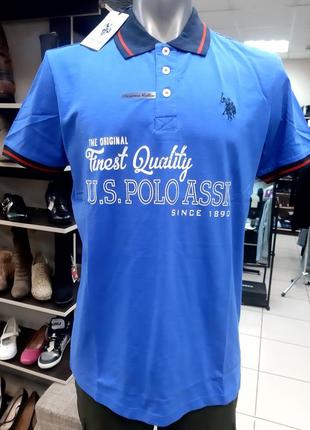 THE ORIGINAL
Finest Quality
U.S. POLO ASSN
SINCE 1890